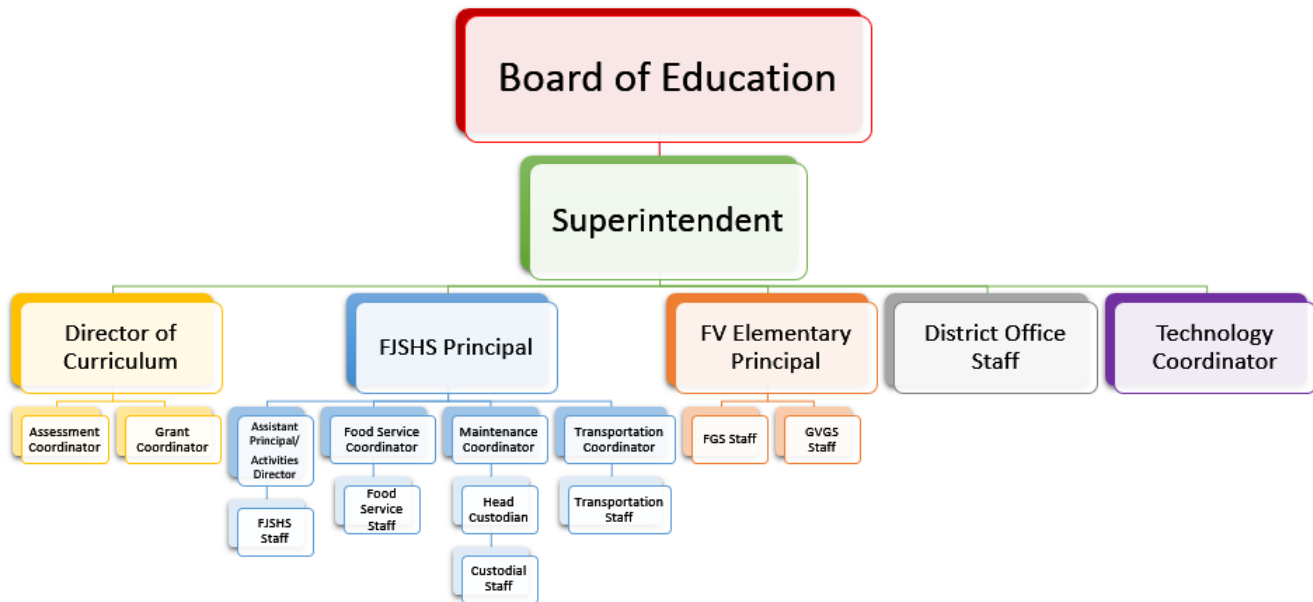 Board of Education
Superintendent
Director of
Curriculum
FJSHS Principal
FV Elementary
Principal
District Office
Staff
Technology
Coordinator
Assessment
Coordinator
Grant
Coordinator
Assistant
Principal/
Activities
Director
Food Service
Coordinator
Maintenance
Coordinator
Transportation
Coordinator
FGS Staff
GVGS
Staff
FJSHS
Staff
Food
Service
Staff
Head
Custodian
Transportation
Staff
Custodial
Staff